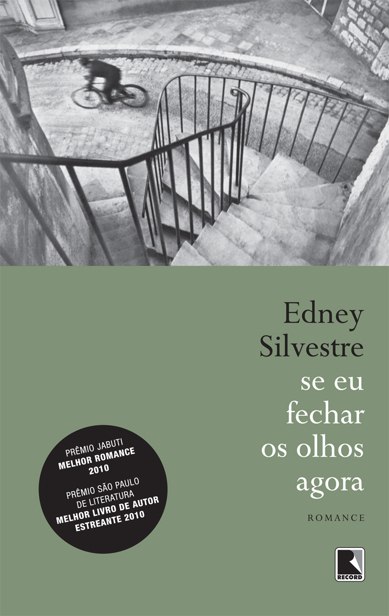 Edney
Silvestre
se eu
fechar
os olhos
agora
ROMANCE
PRÊMIO JABUTI
MELHOR ROMANCE
2010
PRÊMIO SÃO PAULO
DE LITERATURA
MELHOR LIVRO DE AUTOR
ESTREANTE 2010
RECORD